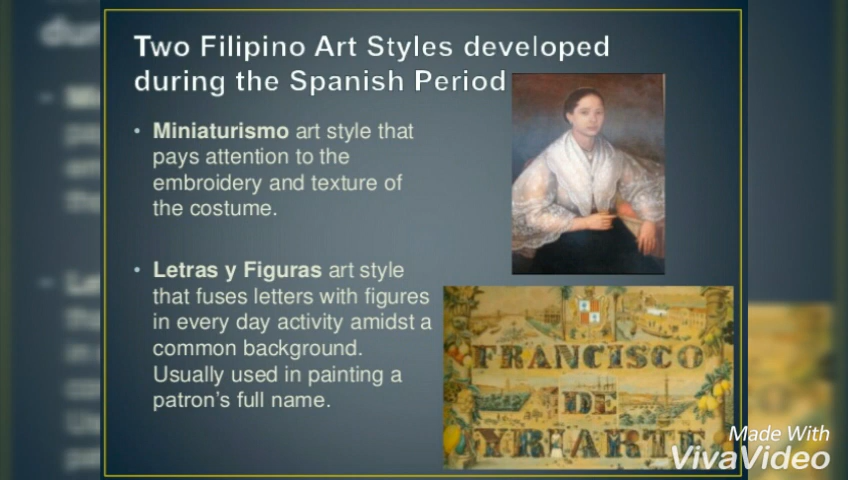 Two Filipino Art Styles developed
during the Spanish Period
• Miniaturismo art style that
pays attention to the
embroidery and texture of
the costume.
• Letras y Figuras art style
that fuses letters with figures
in every day activity amidst a
common background.
Usually used in painting a
patron's full name.
FRANCISCO
DE
YRIARTE
Made With
VivaVideo